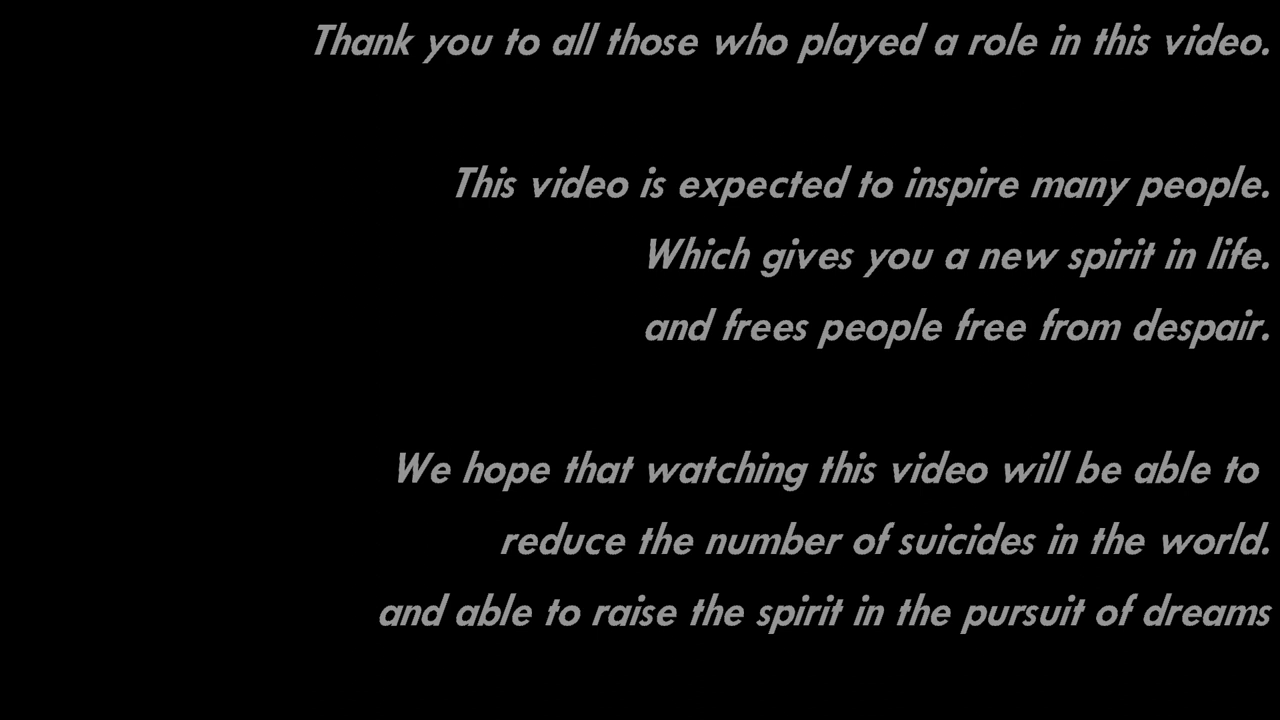 Thank you to all those who played a role in this video.
This video is expected to inspire many people.
Which gives you a new spirit in life.
and frees people free from despair.
We hope that watching this video will be able to
reduce the number of suicides in the world.
and able to raise the spirit in the pursuit of dreams